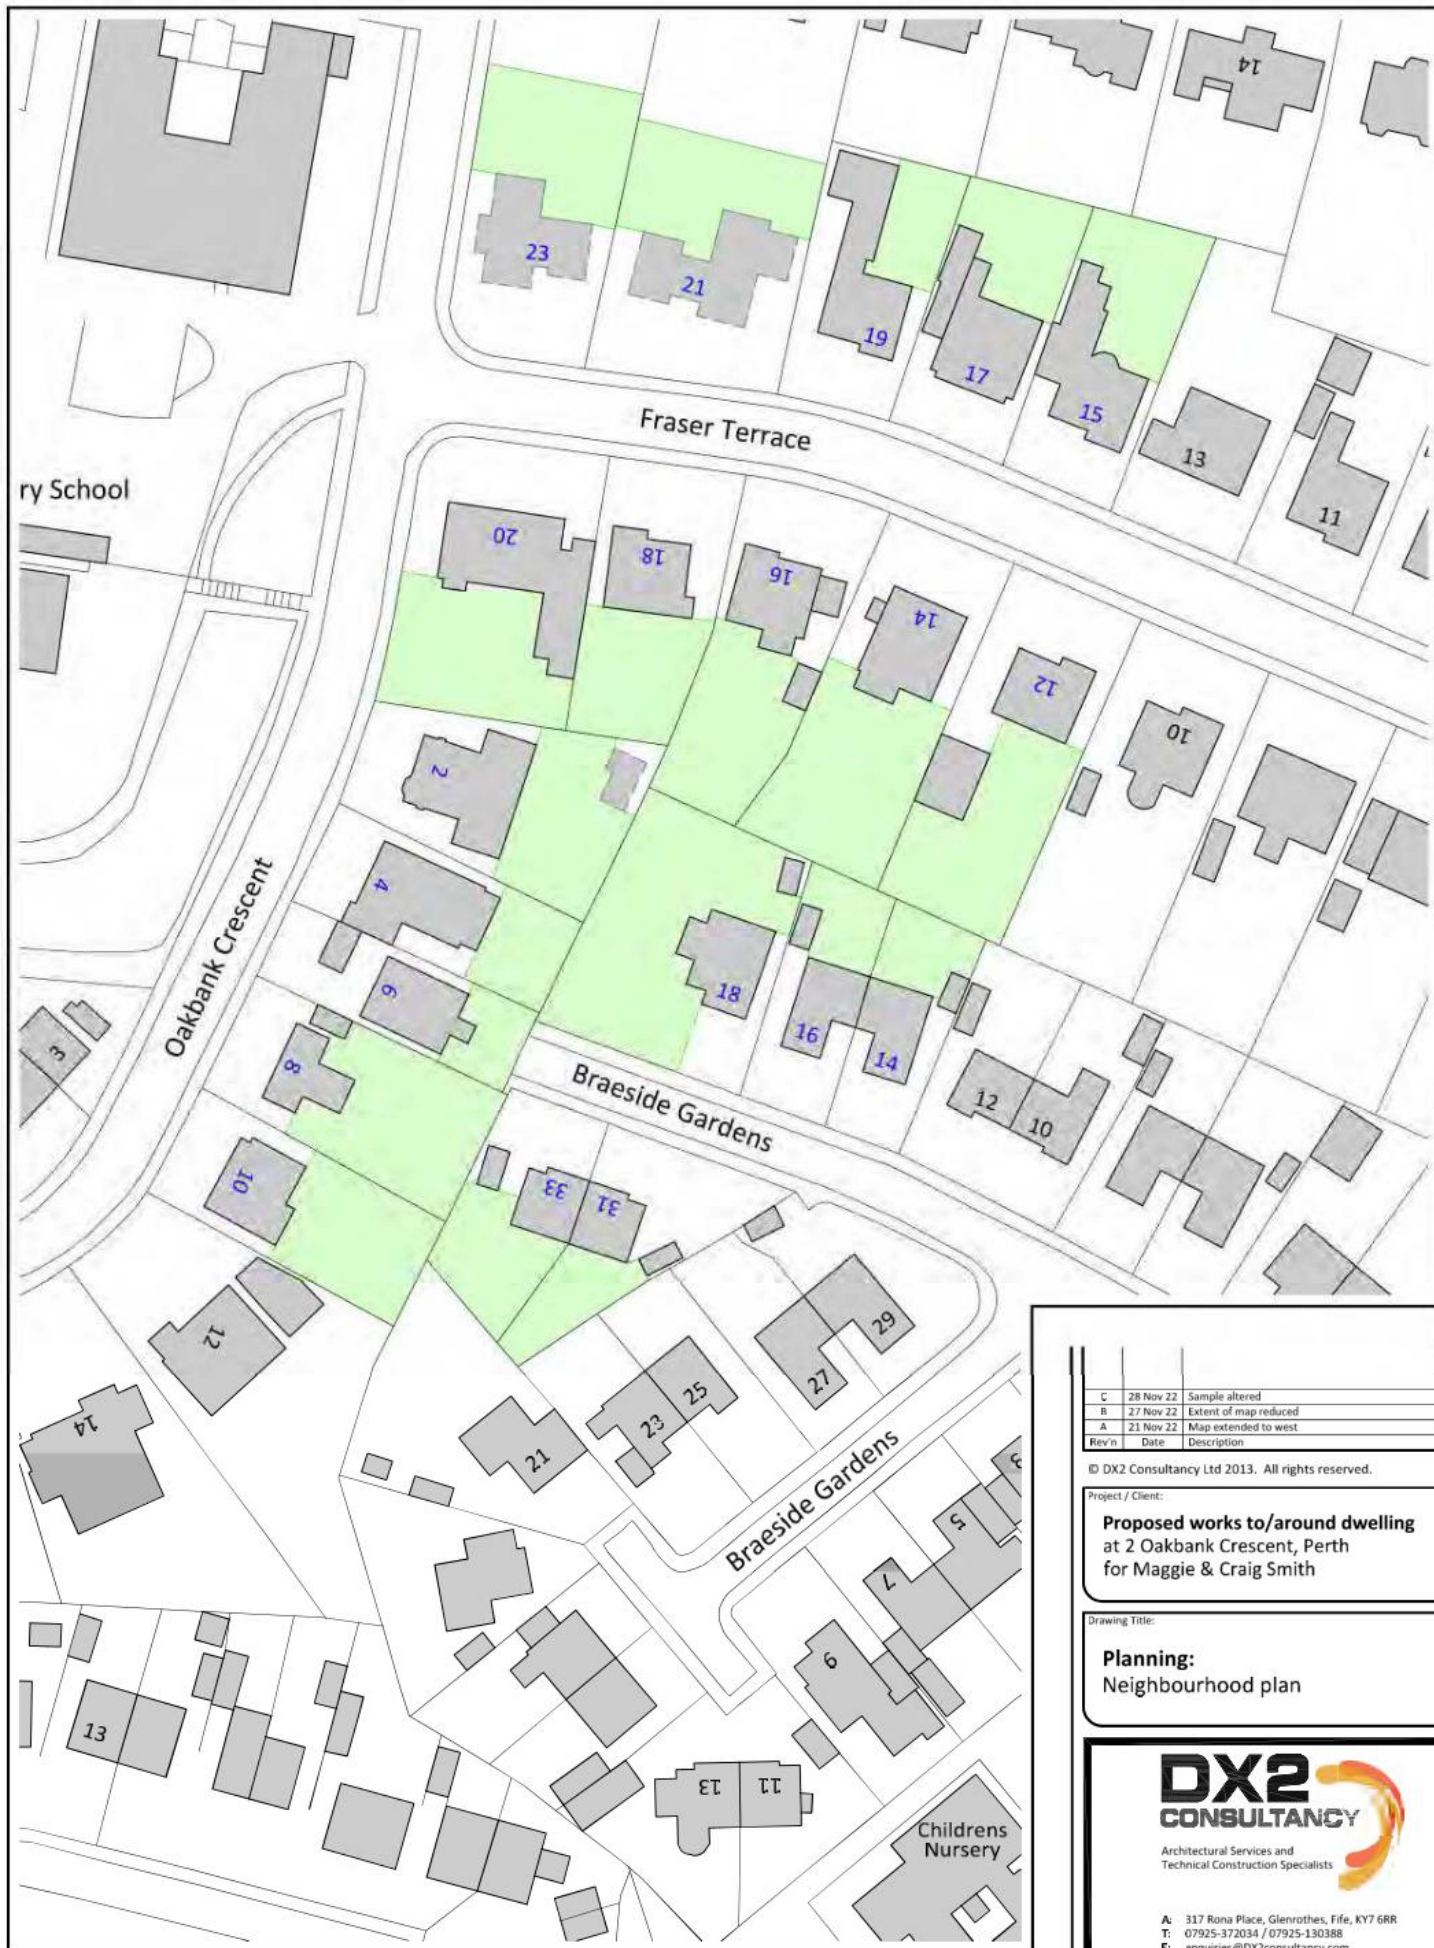 14
23
21
19
17
15
13
11
Fraser Terrace
ry School
20
18
16
14
12
10
2
4
6
8
10
12
14
Oakbank Crescent
3
18
16
14
12
10
Braeside Gardens
33
31
29
27
25
23
21
Braeside Gardens
5
7
9
13
13
11
Childrens
Nursery
C 28 Nov 22 Sample altered
B 27 Nov 22 Extent of map reduced
A 21 Nov 22 Map extended to west
Rev'n Date Description
© DX2 Consultancy Ltd 2013. All rights reserved.
Project / Client:
Proposed works to/around dwelling
at 2 Oakbank Crescent, Perth
for Maggie & Craig Smith
Drawing Title:
Planning:
Neighbourhood plan
DX2
CONSULTANCY
Architectural Services and
Technical Construction Specialists
A: 317 Rona Place, Glenrothes, Fife, KY7 6RR
T: 07925-372034 / 07925-130388
E: enquiries@DX2consultancy.com